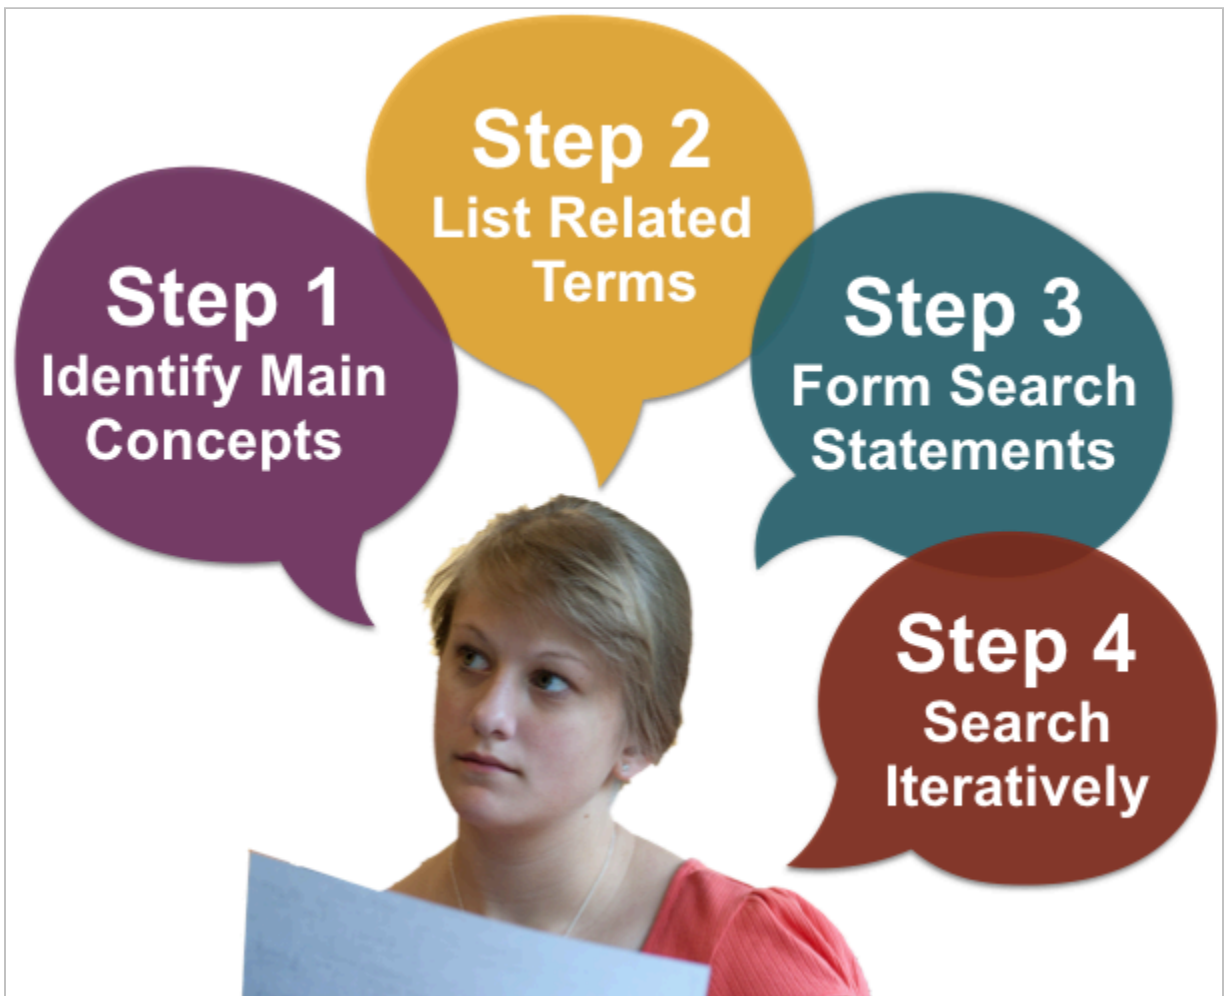 Step 1
Identify Main
Concepts
Step 2
List Related
Terms
Step 3
Form Search
Statements
Step 4
Search
Iteratively